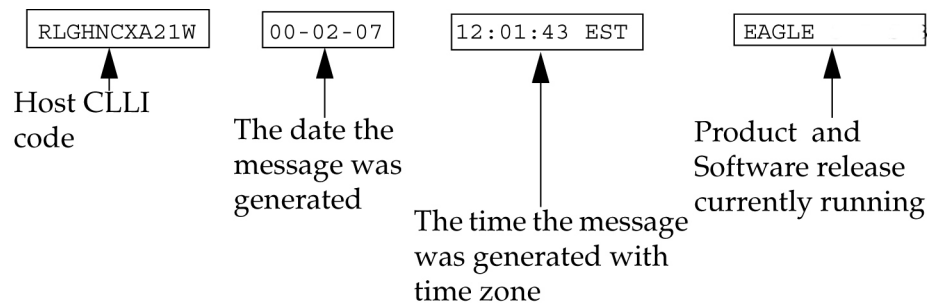 RLGHNCXA21W 00-02-07 12:01:43 EST EAGLE
Host CLLI
code
The date the
message was
generated
The time the message
was generated with
time zone
Product and
Software release
currently running